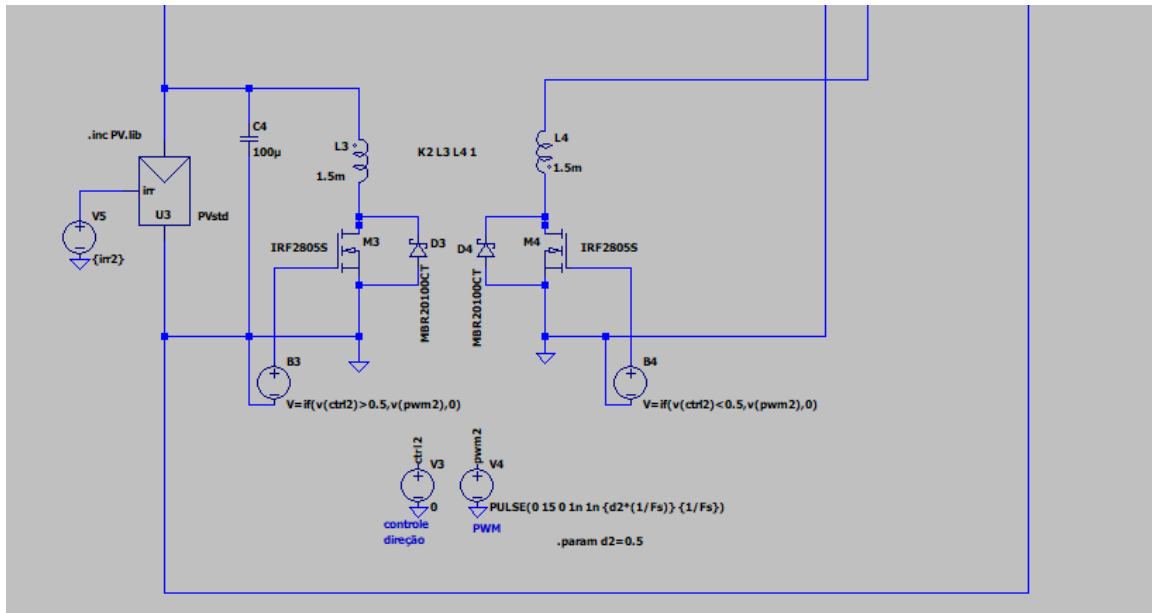 .inc PV.lib
C4
100µ
L3
1.5m
K2 L3 L4 1
L4
1.5m
irr
U3
PVstd
V5
{irr2}
IRF2805S
M3
D3
MBR20100CT
D4
MBR20100CT
M4
IRF2805S
B3
V=if(v(ctrl2)>0.5,v(pwm2),0)
B4
V=if(v(ctrl2)<0.5,v(pwm2),0)
ctrl2
V3
0
controle
direção
pwm2
V4
PULSE(0 15 0 1n 1n {d2*(1/Fs)} {1/Fs})
PWM
.param d2=0.5